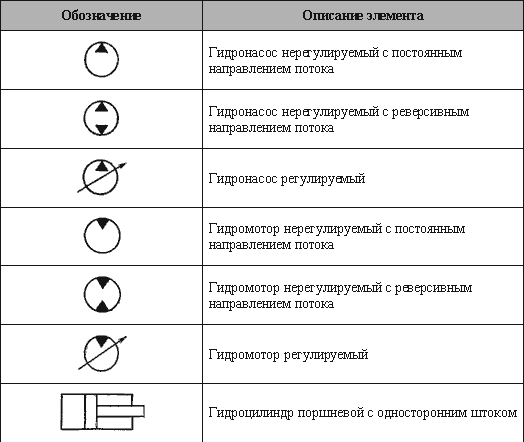 Обозначение
Описание элемента
Гидронасос нерегулируемый с постоянным
направлением потока
Гидронасос нерегулируемый с реверсивным
направлением потока
Гидронасос регулируемый
Гидромотор нерегулируемый с постоянным
направлением потока
Гидромотор нерегулируемый с реверсивным
направлением потока
Гидромотор регулируемый
Гидроцилиндр поршневой с односторонним штоком